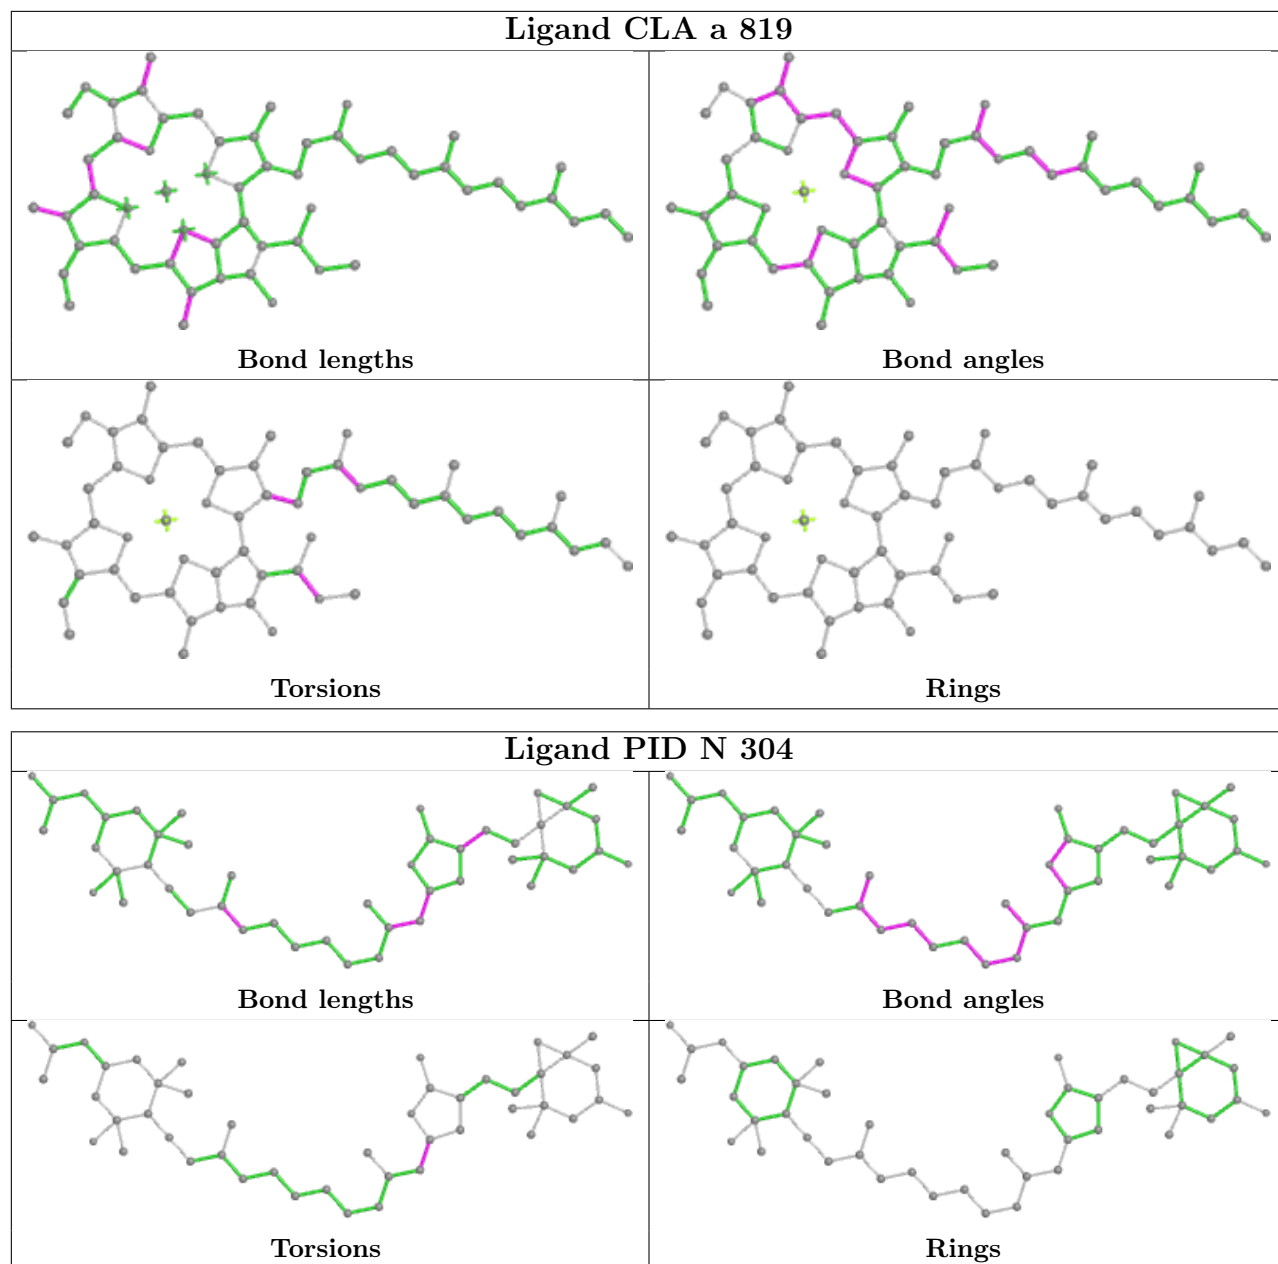 Ligand CLA a 819
Bond lengths
Bond angles
Torsions
Rings
Ligand PID N 304
Bond lengths
Bond angles
Torsions
Rings